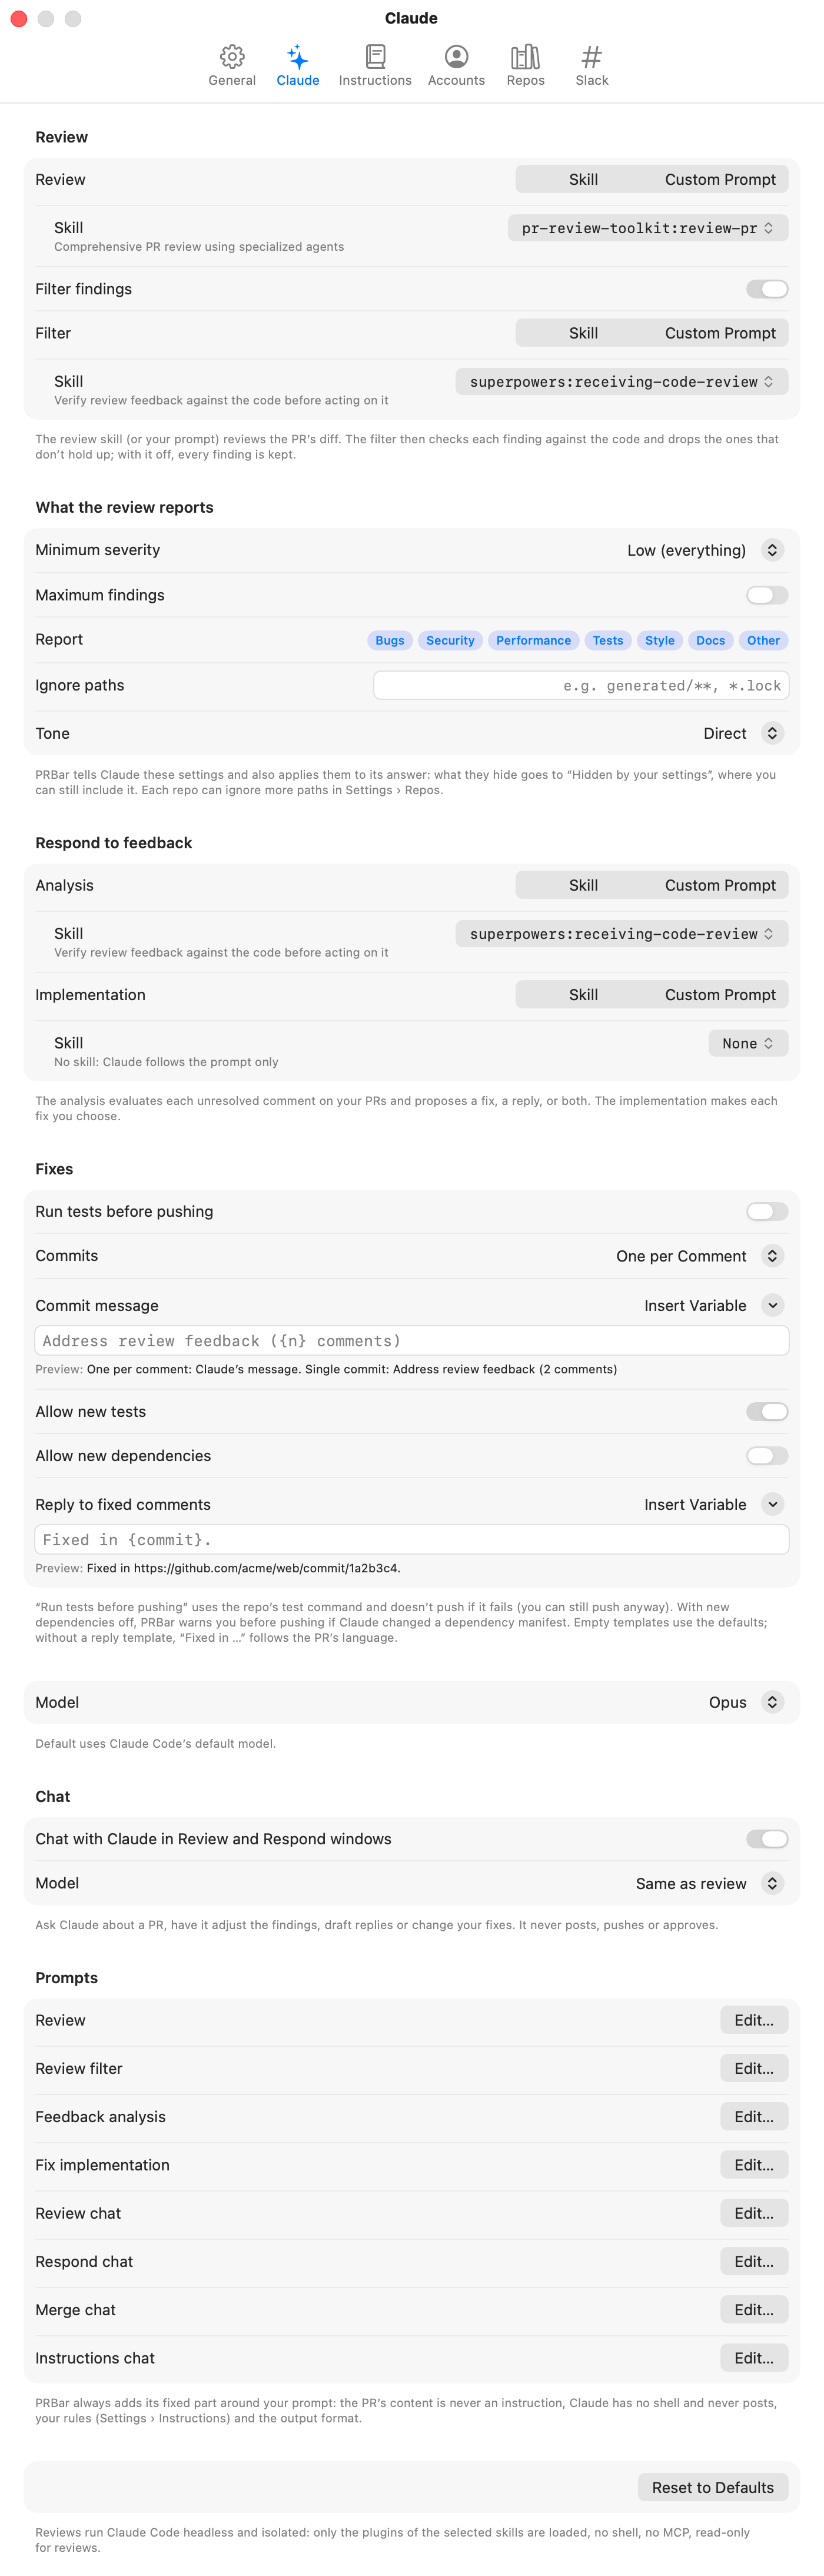 Claude
General
Claude
Instructions
Accounts
Repos
Slack
Review
Review
Skill
Custom Prompt
Skill
pr-review-toolkit:review-pr
Comprehensive PR review using specialized agents
Filter findings
Filter
Skill
Custom Prompt
Skill
superpowers:receiving-code-review
Verify review feedback against the code before acting on it
The review skill (or your prompt) reviews the PR's diff. The filter then checks each finding against the code and drops the ones that
don't hold up; with it off, every finding is kept.
What the review reports
Minimum severity
Low (everything)
Maximum findings
Report
Bugs
Security
Performance
Tests
Style
Docs
Other
Ignore paths
e.g. generated/**, *.lock
Tone
Direct
PRBar tells Claude these settings and also applies them to its answer: what they hide goes to “Hidden by your settings”, where you
can still include it. Each repo can ignore more paths in Settings › Repos.
Respond to feedback
Analysis
Skill
Custom Prompt
Skill
superpowers:receiving-code-review
Verify review feedback against the code before acting on it
Implementation
Skill
Custom Prompt
Skill
None
No skill: Claude follows the prompt only
The analysis evaluates each unresolved comment on your PRs and proposes a fix, a reply, or both. The implementation makes each
fix you choose.
Fixes
Run tests before pushing
Commits
One per Comment
Commit message
Insert Variable
Address review feedback ({n} comments)
Preview: One per comment: Claude's message. Single commit: Address review feedback (2 comments)
Allow new tests
Allow new dependencies
Reply to fixed comments
Insert Variable
Fixed in {commit}.
Preview: Fixed in https://github.com/acme/web/commit/1a2b3c4.
“Run tests before pushing” uses the repo's test command and doesn't push if it fails (you can still push anyway). With new
dependencies off, PRBar warns you before pushing if Claude changed a dependency manifest. Empty templates use the defaults;
without a reply template, “Fixed in …” follows the PR's language.
Model
Opus
Default uses Claude Code's default model.
Chat
Chat with Claude in Review and Respond windows
Model
Same as review
Ask Claude about a PR, have it adjust the findings, draft replies or change your fixes. It never posts, pushes or approves.
Prompts
Review
Edit…
Review filter
Edit…
Feedback analysis
Edit…
Fix implementation
Edit…
Review chat
Edit…
Respond chat
Edit…
Merge chat
Edit…
Instructions chat
Edit…
PRBar always adds its fixed part around your prompt: the PR's content is never an instruction, Claude has no shell and never posts,
your rules (Settings › Instructions) and the output format.
Reset to Defaults
Reviews run Claude Code headless and isolated: only the plugins of the selected skills are loaded, no shell, no MCP, read-only
for reviews.